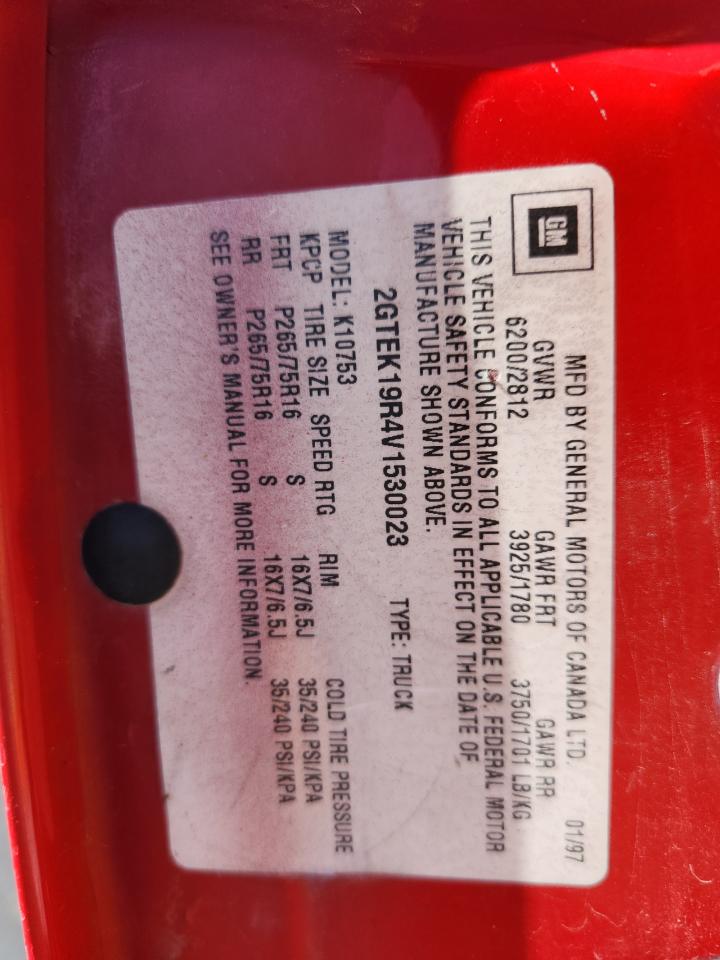 GM
MFD BY GENERAL MOTORS OF CANADA LTD. 01/97
GVWR GAWR FRT GAWR RR
6200/2812 3925/1780 3750/1701 LB/KG
THIS VEHICLE CONFORMS TO ALL APPLICABLE U.S. FEDERAL MOTOR
VEHICLE SAFETY STANDARDS IN EFFECT ON THE DATE OF
MANUFACTURE SHOWN ABOVE.
2GTEK19R4V1530023 TYPE: TRUCK
MODEL: K10753
KPCP TIRE SIZE SPEED RTG RIM COLD TIRE PRESSURE
FRT P265/75R16 S 16X7/6.5J 35/240 PSI/KPA
RR P265/75R16 S 16X7/6.5J 35/240 PSI/KPA
SEE OWNER'S MANUAL FOR MORE INFORMATION.